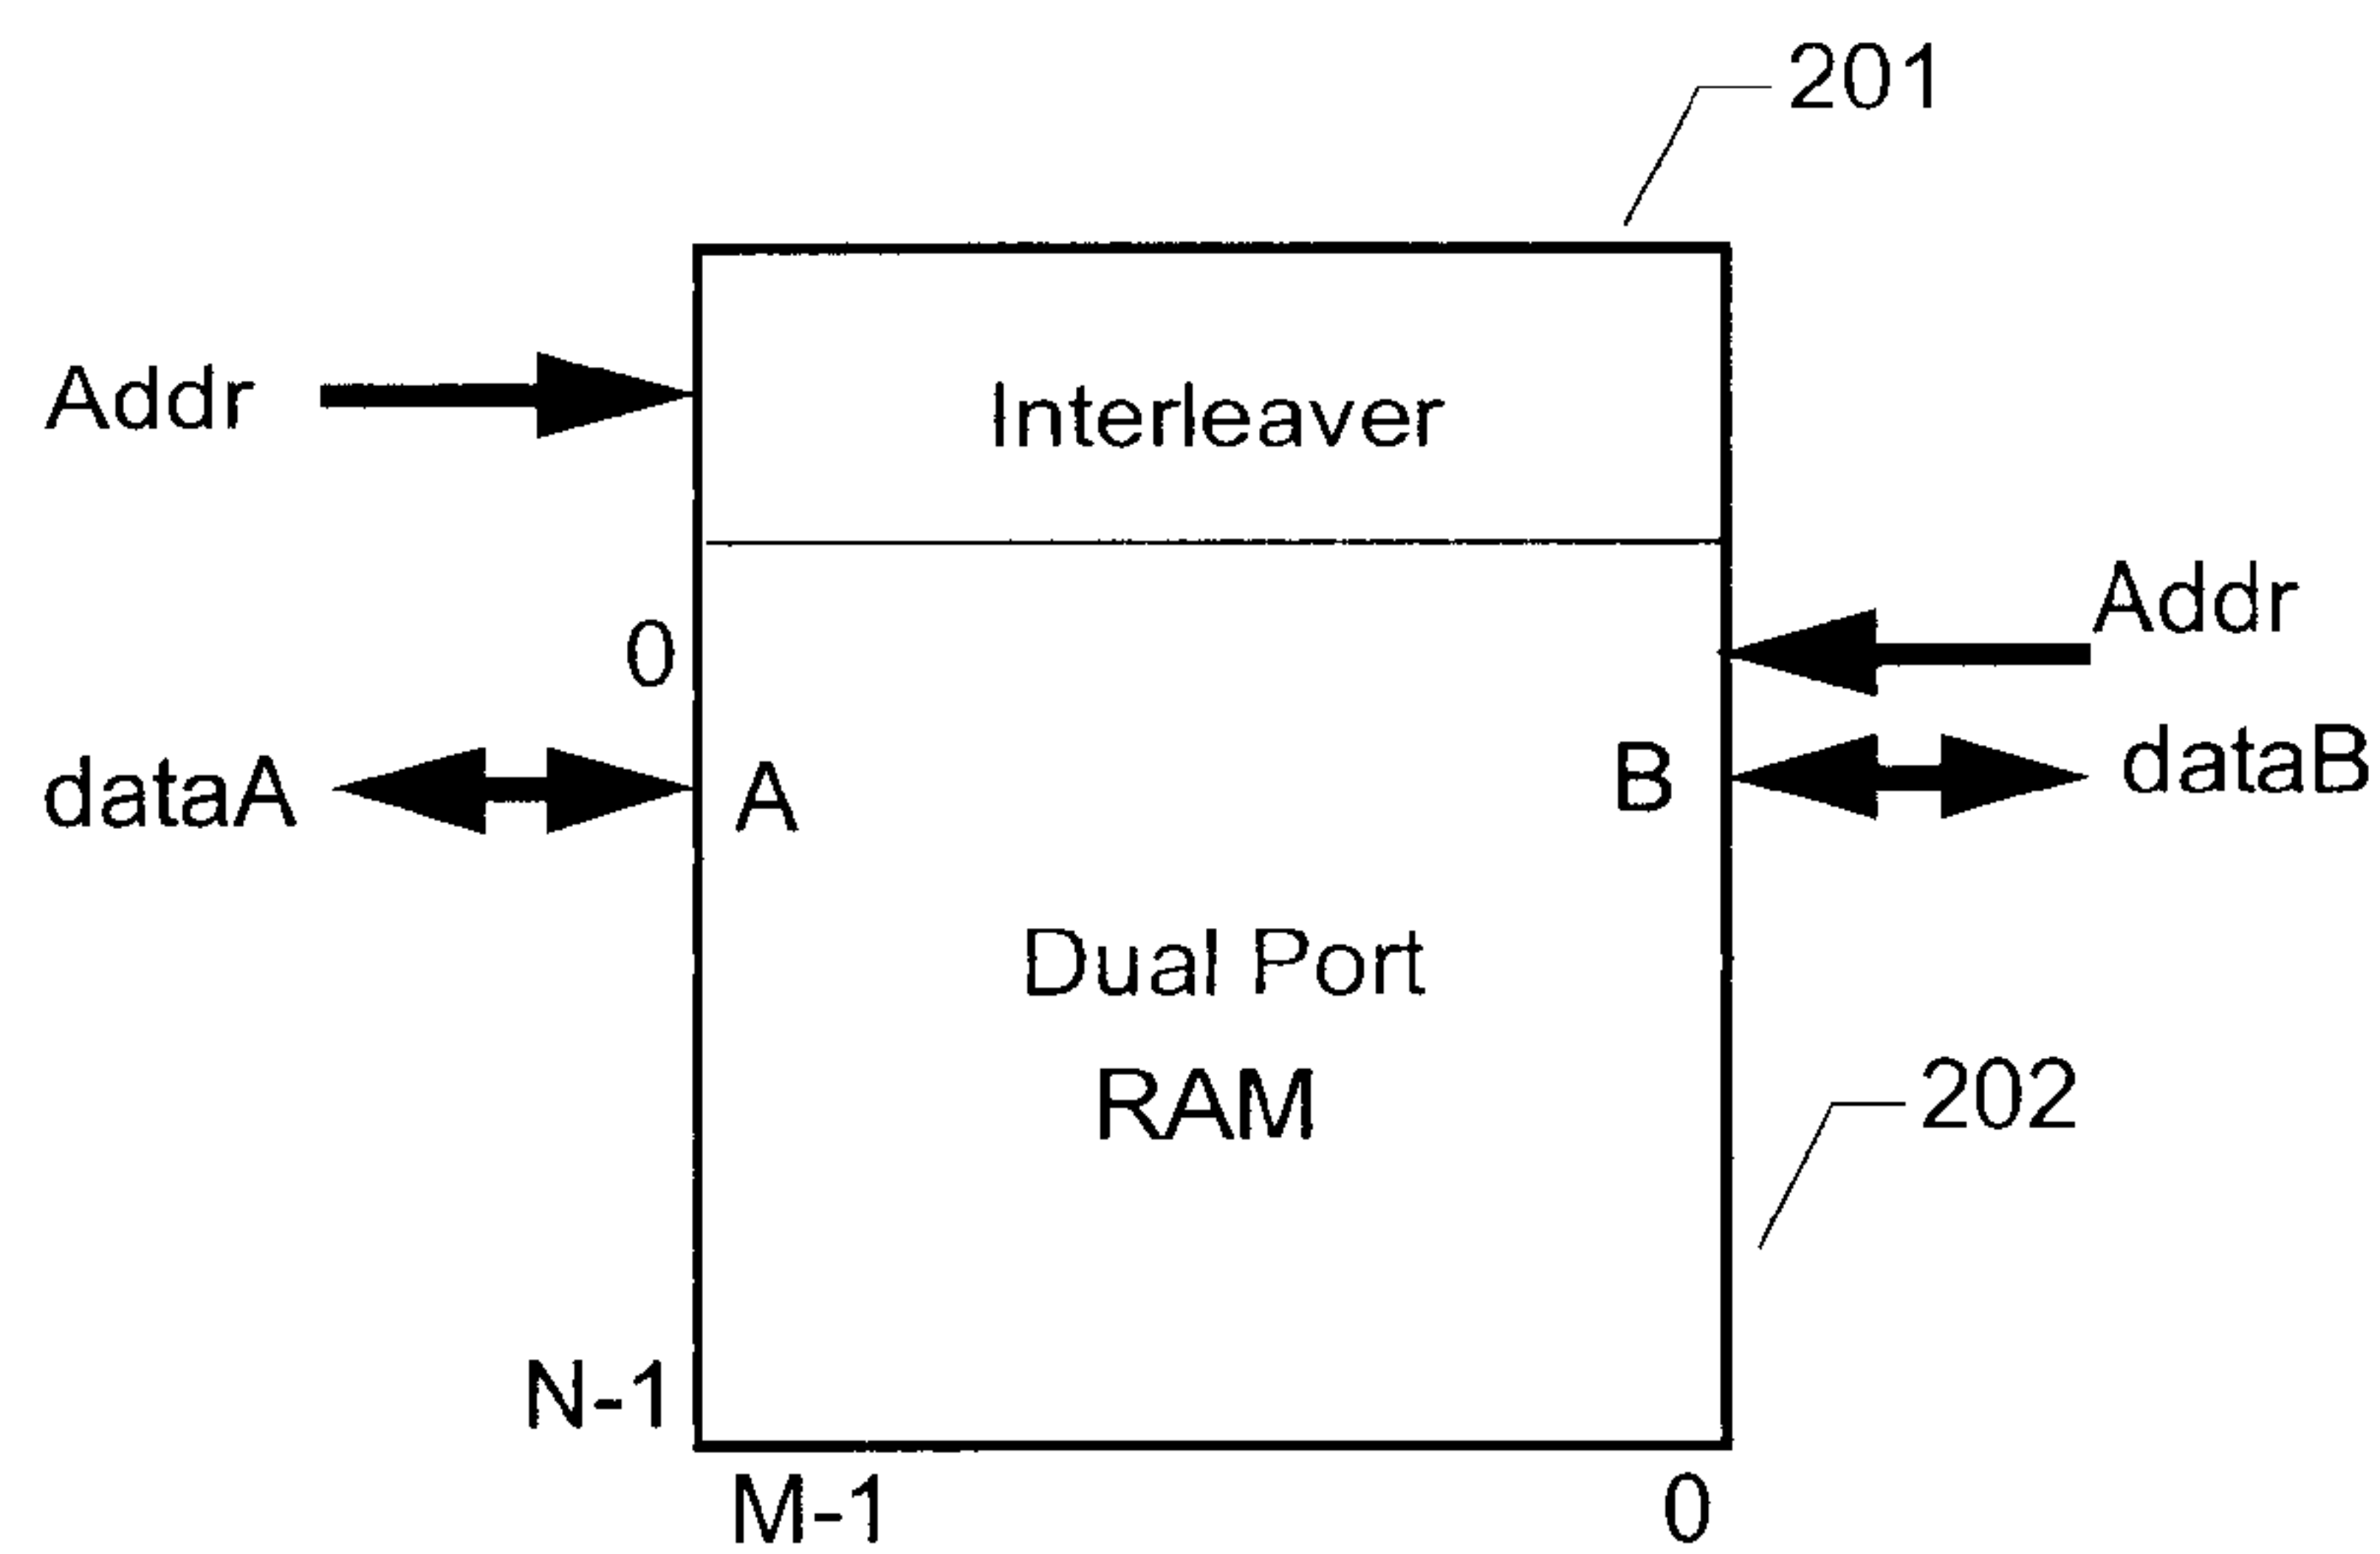 201
Addr
Interleaver
Addr
0
dataA
A
B
dataB
Dual Port
RAM
202
N-1
M-1
0